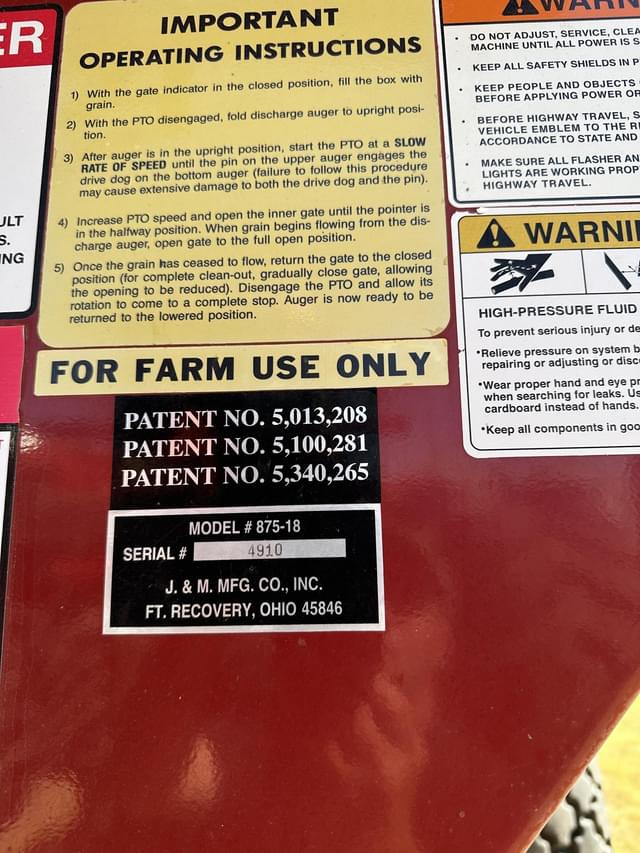 ER
ULT
S.
ING
IMPORTANT
OPERATING INSTRUCTIONS
1) With the gate indicator in the closed position, fill the box with
grain.
2) With the PTO disengaged, fold discharge auger to upright posi-
tion.
3) After auger is in the upright position, start the PTO at a SLOW
RATE OF SPEED until the pin on the upper auger engages the
drive dog on the bottom auger (failure to follow this procedure
may cause extensive damage to both the drive dog and the pin).
4) Increase PTO speed and open the inner gate until the pointer is
in the halfway position. When grain begins flowing from the dis-
charge auger, open gate to the full open position.
5) Once the grain has ceased to flow, return the gate to the closed
position (for complete clean-out, gradually close gate, allowing
the opening to be reduced). Disengage the PTO and allow its
rotation to come to a complete stop. Auger is now ready to be
returned to the lowered position.
FOR FARM USE ONLY
PATENT NO. 5,013,208
PATENT NO. 5,100,281
PATENT NO. 5,340,265
MODEL # 875-18
SERIAL # 4910
J. & M. MFG. CO., INC.
FT. RECOVERY, OHIO 45846
WARN
• DO NOT ADJUST, SERVICE, CLEA
MACHINE UNTIL ALL POWER IS S
• KEEP ALL SAFETY SHIELDS IN P
• KEEP PEOPLE AND OBJECTS
BEFORE APPLYING POWER OR
• BEFORE HIGHWAY TRAVEL, S
VEHICLE EMBLEM TO THE R
ACCORDANCE TO STATE AND
• MAKE SURE ALL FLASHER AN
LIGHTS ARE WORKING PROP
HIGHWAY TRAVEL.
WARNI
HIGH-PRESSURE FLUID
To prevent serious injury or de
•Relieve pressure on system b
repairing or adjusting or disc
•Wear proper hand and eye pr
when searching for leaks. Us
cardboard instead of hands.
•Keep all components in goo